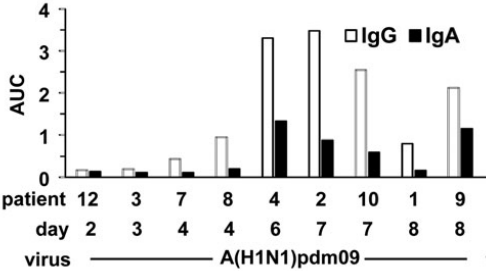 4
IgG IgA
3
AUC
2
1
0
patient 12 3 7 8 4 2 10 1 9
day 2 3 4 4 6 7 7 8 8
virus A(H1N1)pdm09